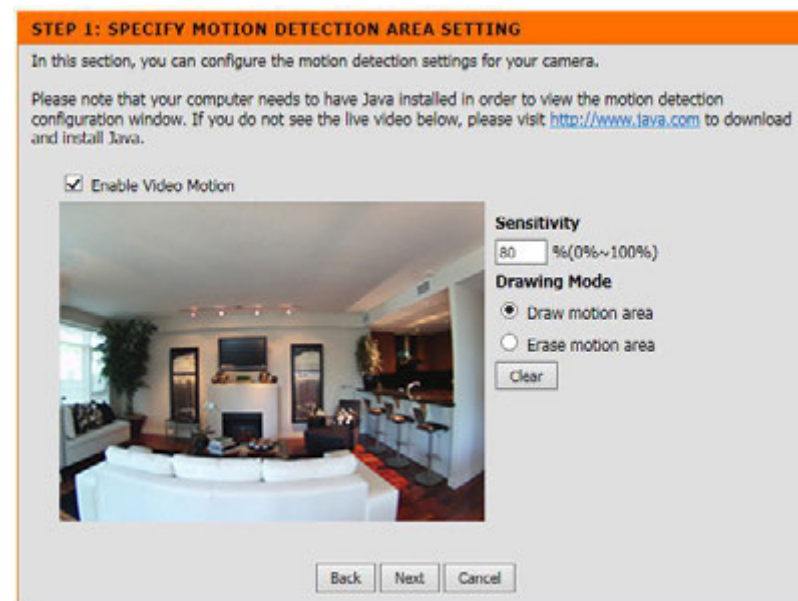 STEP 1: SPECIFY MOTION DETECTION AREA SETTING
In this section, you can configure the motion detection settings for your camera.
Please note that your computer needs to have Java installed in order to view the motion detection
configuration window. If you do not see the live video below, please visit http://www.java.com to download
and install Java.
Enable Video Motion
Sensitivity
80 %(0%~100%)
Drawing Mode
Draw motion area
Erase motion area
Clear
Back Next Cancel